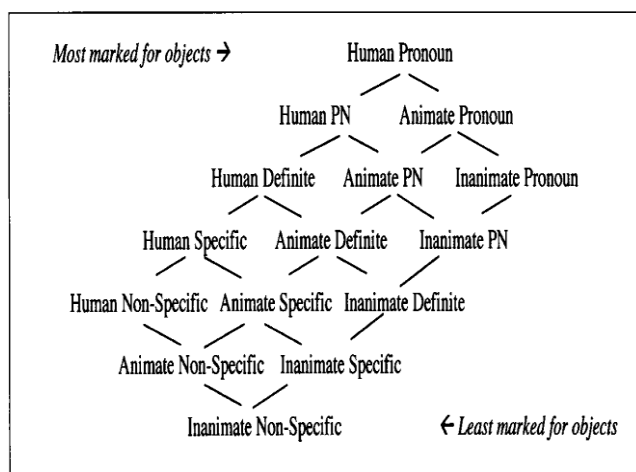 Most marked for objects → Human Pronoun
Human PN Animate Pronoun
Human Definite Animate PN Inanimate Pronoun
Human Specific Animate Definite Inanimate PN
Human Non-Specific Animate Specific Inanimate Definite
Animate Non-Specific Inanimate Specific
Inanimate Non-Specific ← Least marked for objects